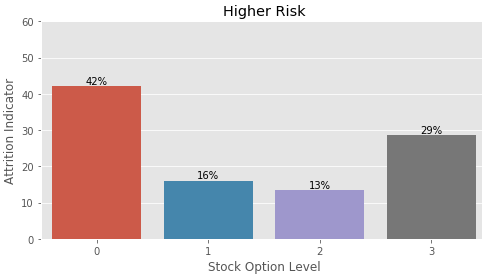 Higher Risk
60
50
40
30
20
10
0
Attrition Indicator
42%
16%
13%
29%
0 1 2 3
Stock Option Level